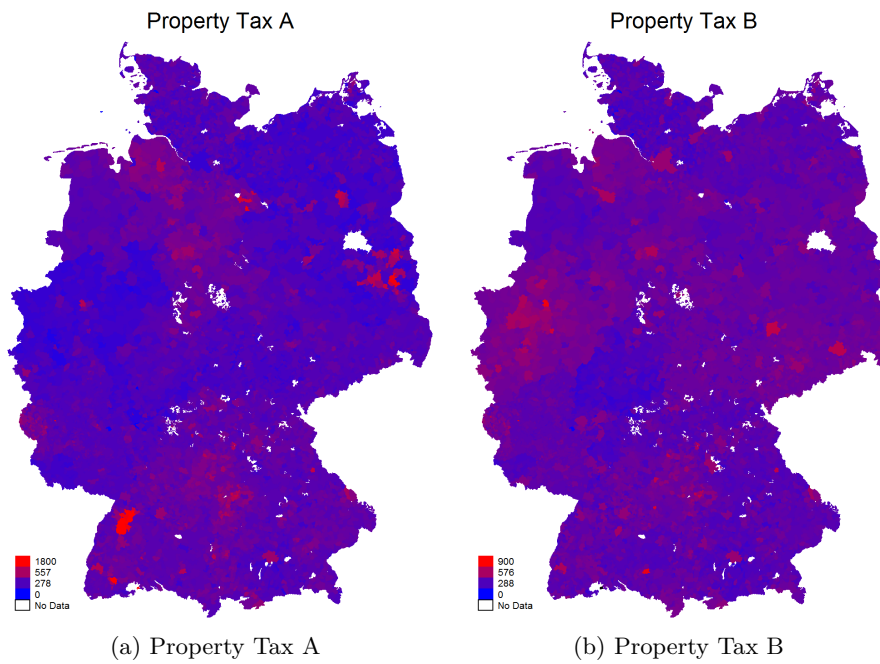 Property Tax A
Property Tax B
1800
557
278
0
No Data
900
576
288
0
No Data
(a) Property Tax A
(b) Property Tax B